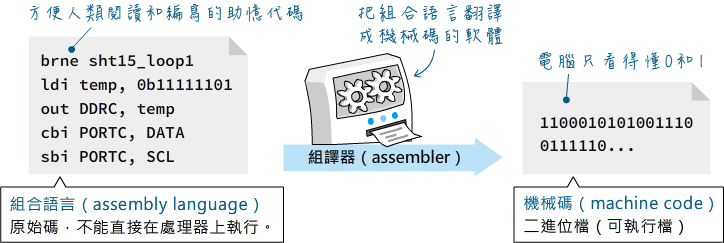 方便人類閱讀和編寫的助憶代碼
brne sht15_loop1
ldi temp, 0b11111101
out DDRC, temp
cbi PORTC, DATA
sbi PORTC, SCL
組合語言（assembly language）
原始碼，不能直接在處理器上執行。
把組合語言翻譯
成機械碼的軟體
組譯器（assembler）
電腦只看得懂0和1
1100010101001110
0111110...
機械碼（machine code）
二進位檔（可執行檔）